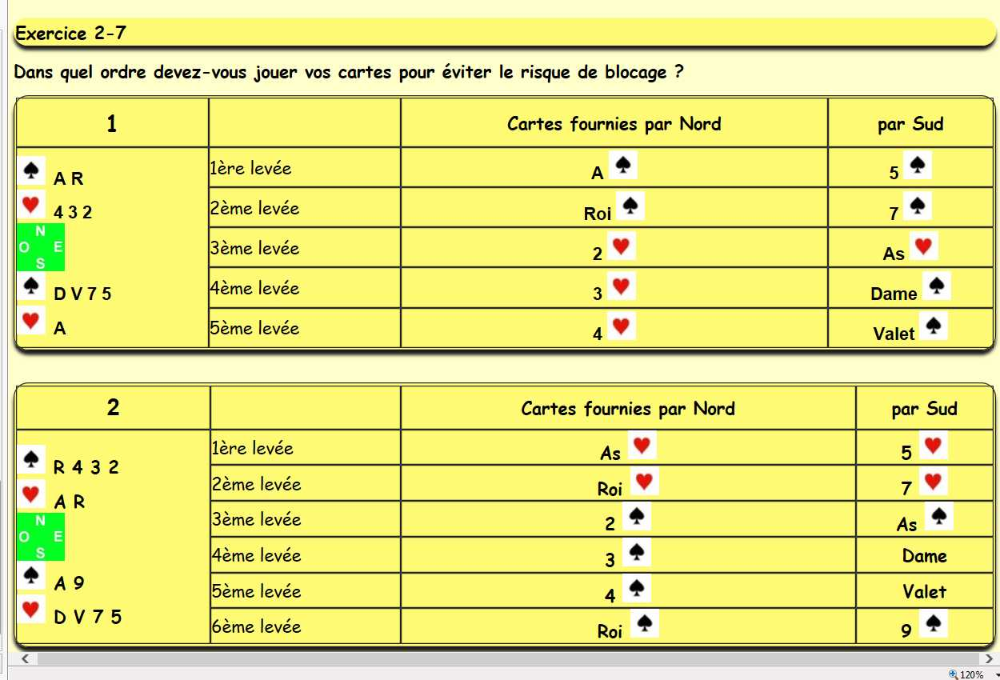 Exercice 2-7
Dans quel ordre devez-vous jouer vos cartes pour éviter le risque de blocage ?
1 Cartes fournies par Nord par Sud
♠ A R
♥ 4 3 2
N
O E
S
♠ D V 7 5
♥ A
1ère levée A ♠ 5 ♠
2ème levée Roi ♠ 7 ♠
3ème levée 2 ♥ As ♥
4ème levée 3 ♥ Dame ♠
5ème levée 4 ♥ Valet ♠
2 Cartes fournies par Nord par Sud
♠ R 4 3 2
♥ A R
N
O E
S
♠ A 9
♥ D V 7 5
1ère levée As ♥ 5 ♥
2ème levée Roi ♥ 7 ♥
3ème levée 2 ♠ As ♠
4ème levée 3 ♠ Dame
5ème levée 4 ♠ Valet
6ème levée Roi ♠ 9 ♠
120%